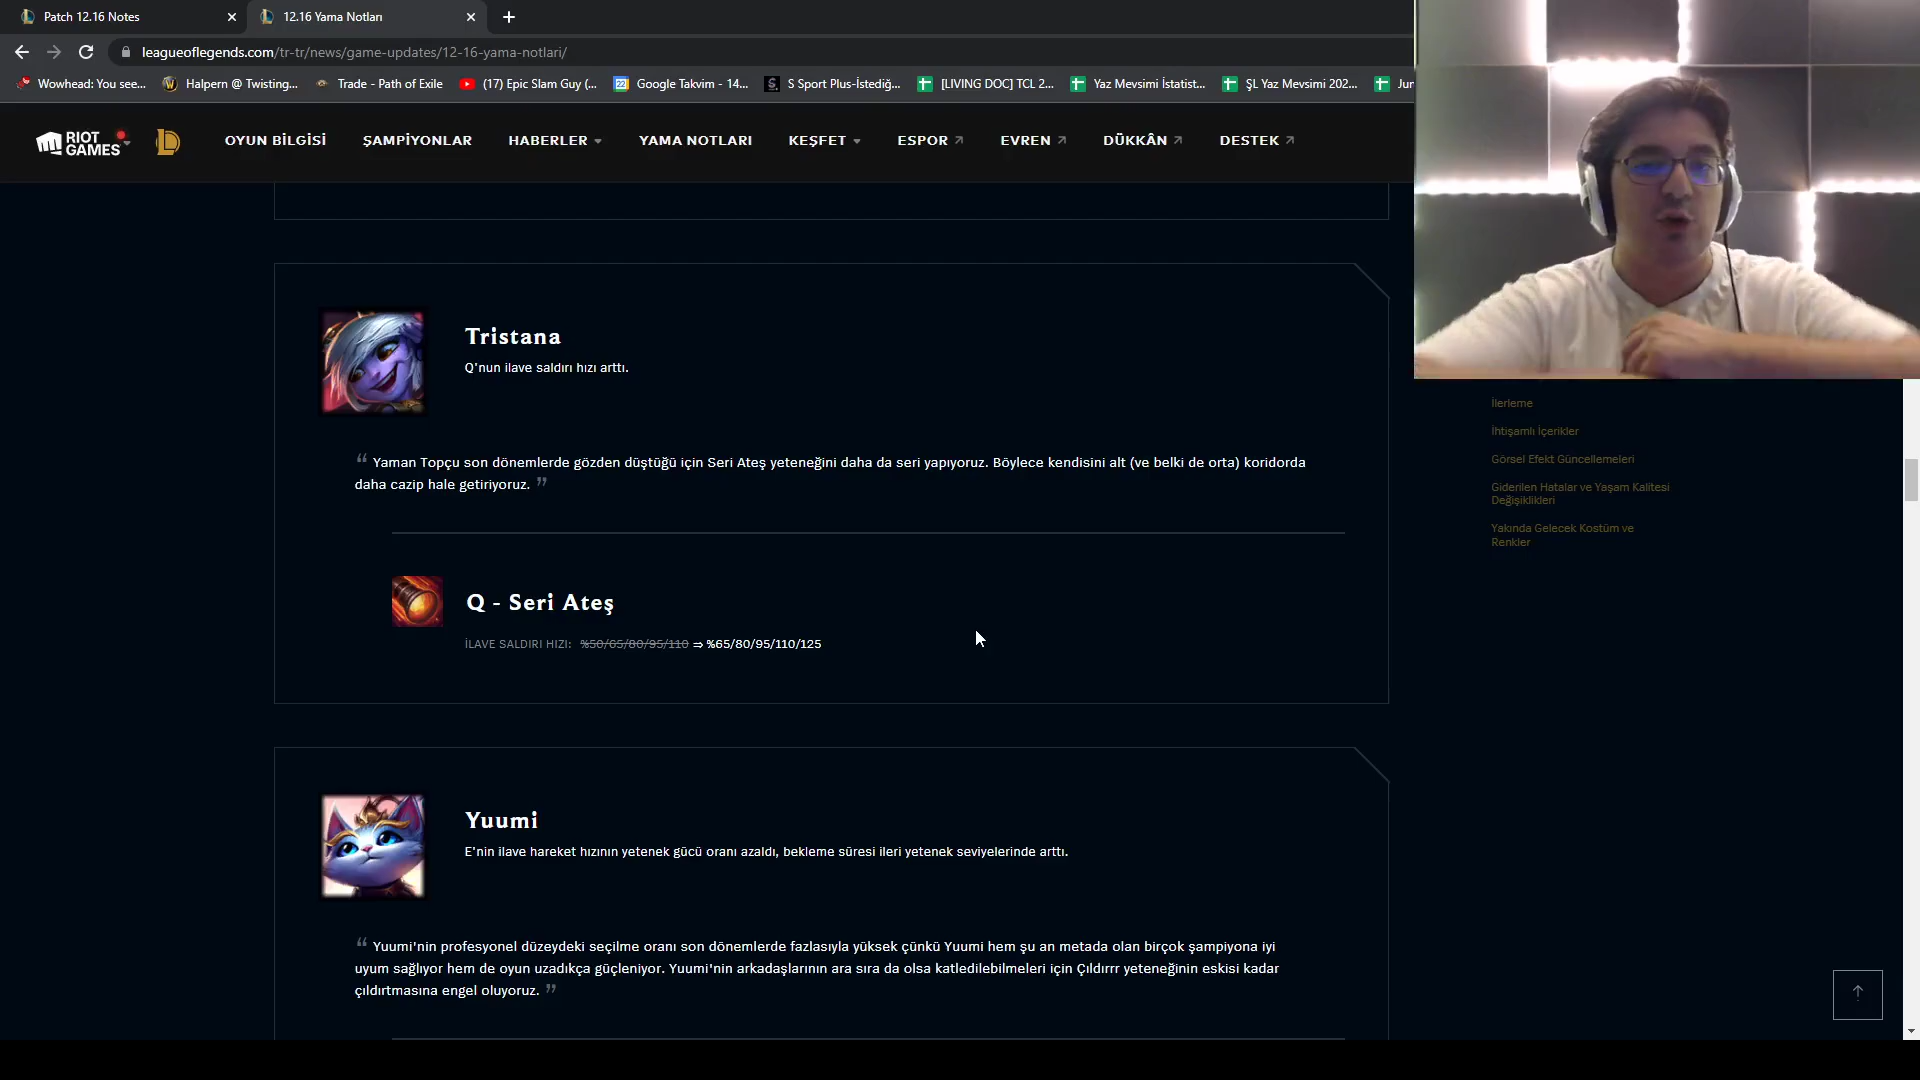 Patch 12.16 Notes
12.16 Yama Notları
leagueoflegends.com/tr-tr/news/game-updates/12-16-yama-notlari/
Wowhead: You see...
Halpern @ Twisting...
Trade - Path of Exile
(17) Epic Slam Guy (...
22
Google Takvim - 14...
S Sport Plus-İstediğ...
[LIVING DOC] TCL 2...
Yaz Mevsimi İstatist...
ŞL Yaz Mevsimi 202...
Jur
RIOT
GAMES
OYUN BİLGİSİ
ŞAMPİYONLAR
HABERLER
YAMA NOTLARI
KEŞFET
ESPOR
EVREN
DÜKKÂN
DESTEK
Tristana
Q'nun ilave saldırı hızı arttı.
“ Yaman Topçu son dönemlerde gözden düştüğü için Seri Ateş yeteneğini daha da seri yapıyoruz. Böylece kendisini alt (ve belki de orta) koridorda
daha cazip hale getiriyoruz. ”
Q - Seri Ateş
İLAVE SALDIRI HIZI: %50/65/80/95/110 ⇒ %65/80/95/110/125
Yuumi
E'nin ilave hareket hızının yetenek gücü oranı azaldı, bekleme süresi ileri yetenek seviyelerinde arttı.
“ Yuumi'nin profesyonel düzeydeki seçilme oranı son dönemlerde fazlasıyla yüksek çünkü Yuumi hem şu an metada olan birçok şampiyona iyi
uyum sağlıyor hem de oyun uzadıkça güçleniyor. Yuumi'nin arkadaşlarının ara sıra da olsa katledilebilmeleri için Çıldırrr yeteneğinin eskisi kadar
çıldırtmasına engel oluyoruz. ”
İlerleme
İhtişamlı İçerikler
Görsel Efekt Güncellemeleri
Giderilen Hatalar ve Yaşam Kalitesi
Değişiklikleri
Yakında Gelecek Kostüm ve
Renkler